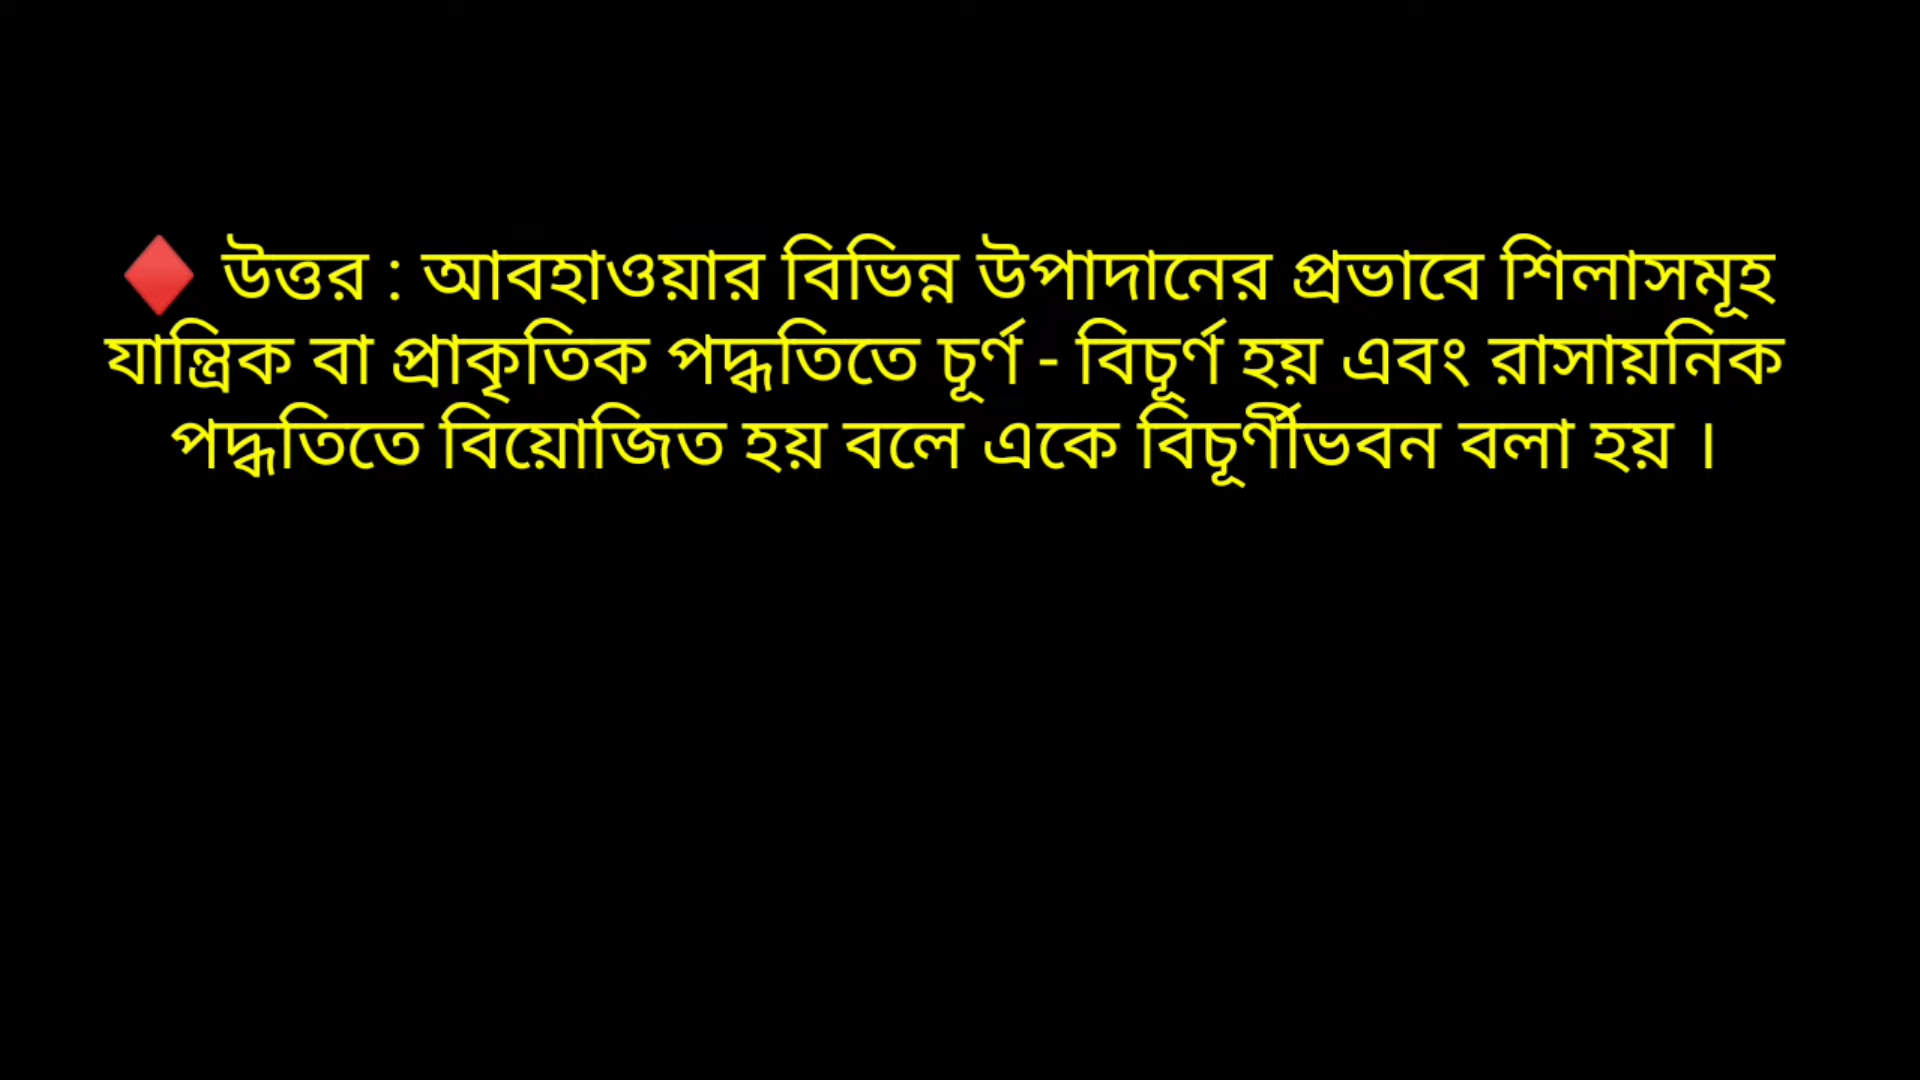 ♦️ উত্তর : আবহাওয়ার বিভিন্ন উপাদানের প্রভাবে শিলাসমূহ
যান্ত্রিক বা প্রাকৃতিক পদ্ধতিতে চূর্ণ - বিচূর্ণ হয় এবং রাসায়নিক
পদ্ধতিতে বিয়োজিত হয় বলে একে বিচূর্ণীভবন বলা হয় ।